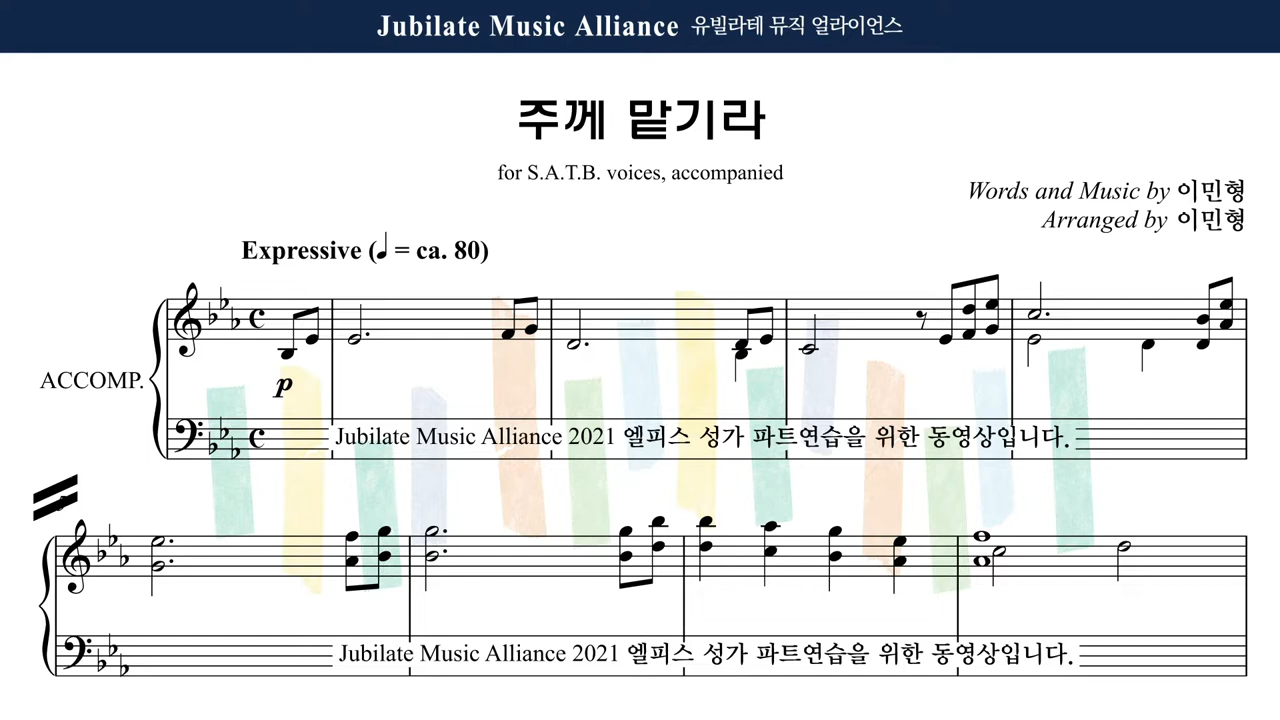 Jubilate Music Alliance 유빌라테 뮤직 얼라이언스
주께 맡기라
for S.A.T.B. voices, accompanied
Words and Music by 이민형
Arranged by 이민형
Expressive (♩ = ca. 80)
ACCOMP.
p
Jubilate Music Alliance 2021 엘피스 성가 파트연습을 위한 동영상입니다.
Jubilate Music Alliance 2021 엘피스 성가 파트연습을 위한 동영상입니다.